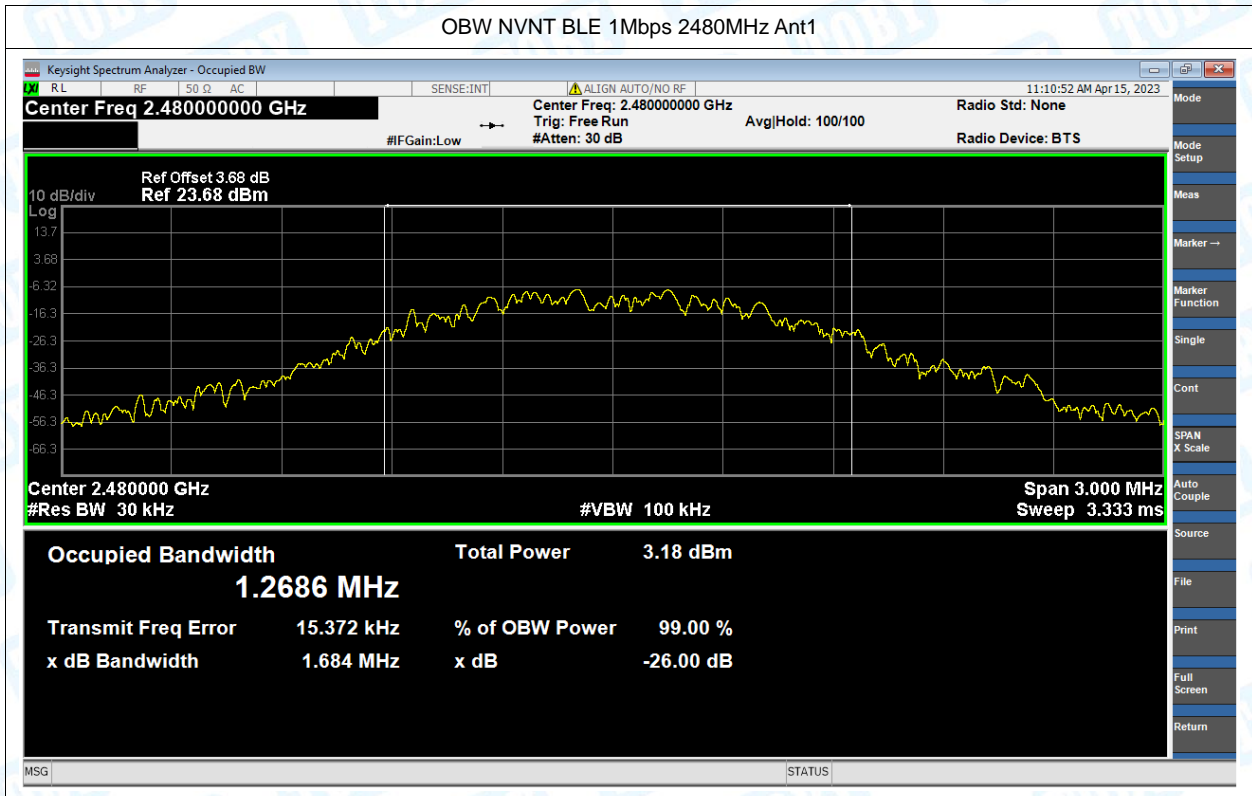 OBW NVNT BLE 1Mbps 2480MHz Ant1
Keysight Spectrum Analyzer - Occupied BW
LXI RL RF 50 Ω AC SENSE:INT ALIGN AUTO/NO RF 11:10:52 AM Apr 15, 2023
Center Freq 2.480000000 GHz
Center Freq: 2.480000000 GHz Radio Std: None
Trig: Free Run Avg|Hold: 100/100
#IFGain:Low #Atten: 30 dB Radio Device: BTS
Ref Offset 3.68 dB
10 dB/div Ref 23.68 dBm
Log
13.7
3.68
-6.32
-16.3
-26.3
-36.3
-46.3
-56.3
-66.3
Center 2.480000 GHz Span 3.000 MHz
#Res BW 30 kHz #VBW 100 kHz Sweep 3.333 ms
Occupied Bandwidth Total Power 3.18 dBm
1.2686 MHz
Transmit Freq Error 15.372 kHz % of OBW Power 99.00 %
x dB Bandwidth 1.684 MHz x dB -26.00 dB
MSG STATUS
Mode
Mode
Setup
Meas
Marker →
Marker
Function
Single
Cont
SPAN
X Scale
Auto
Couple
Source
File
Print
Full
Screen
Return
TOBY